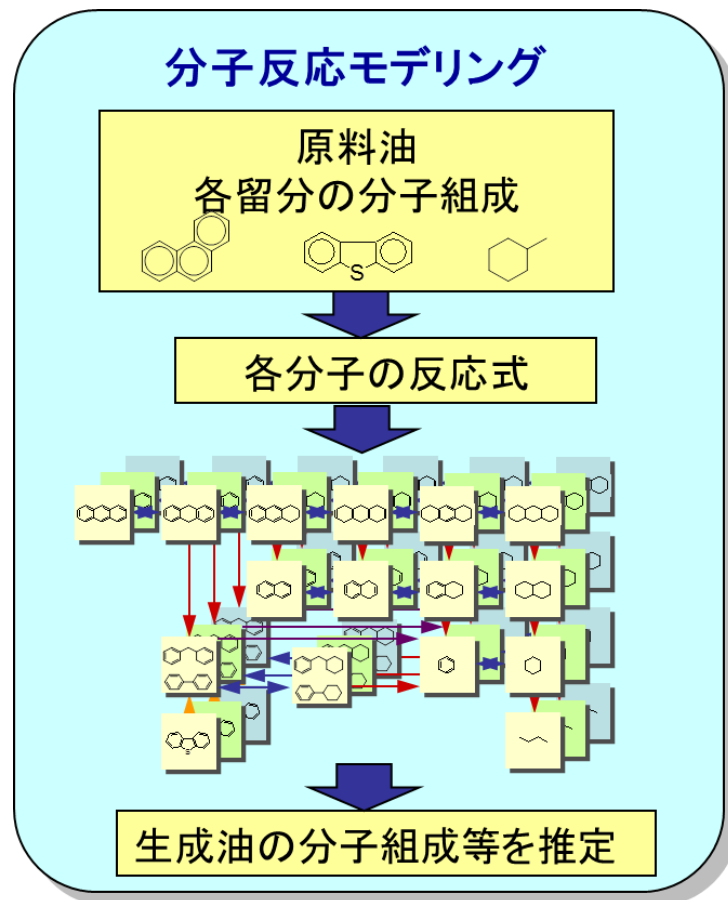 分子反応モデリング
原料油
各留分の分子組成
S
各分子の反応式
S
生成油の分子組成等を推定